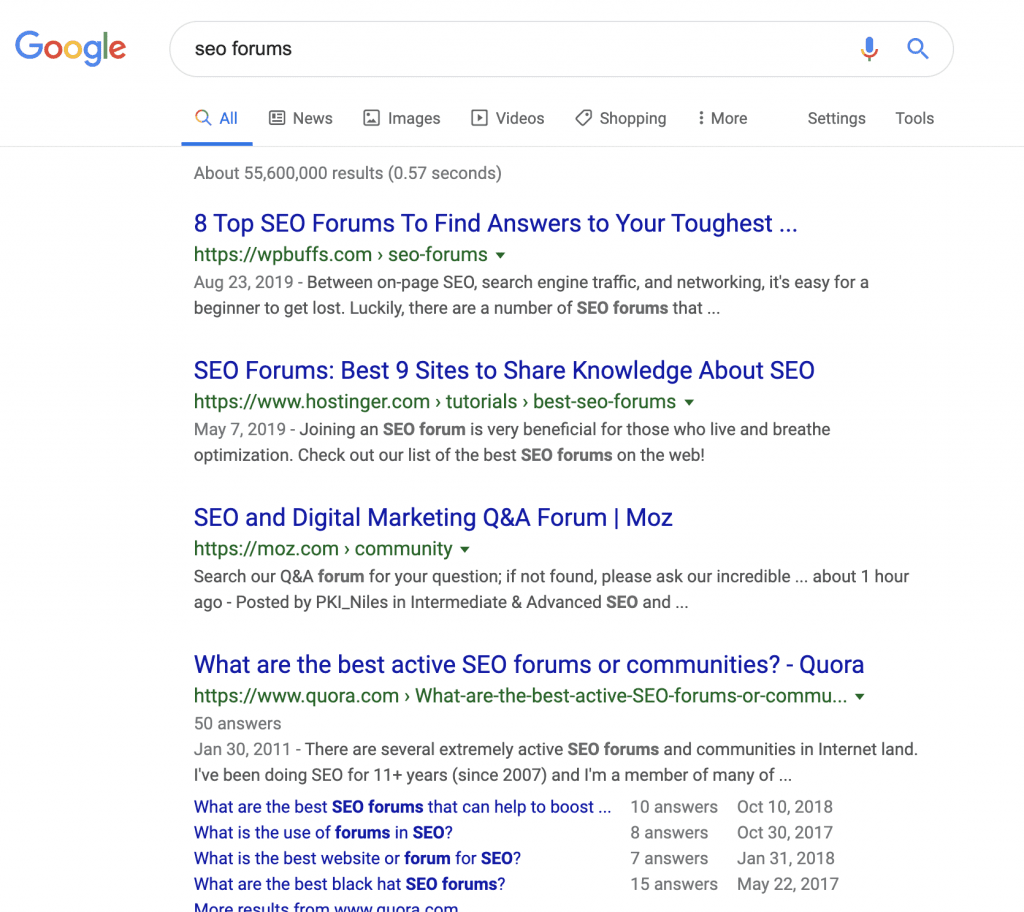 Google
seo forums
All News Images Videos Shopping More Settings Tools
About 55,600,000 results (0.57 seconds)
8 Top SEO Forums To Find Answers to Your Toughest ...
https://wpbuffs.com › seo-forums
Aug 23, 2019 - Between on-page SEO, search engine traffic, and networking, it's easy for a
beginner to get lost. Luckily, there are a number of SEO forums that ...
SEO Forums: Best 9 Sites to Share Knowledge About SEO
https://www.hostinger.com › tutorials › best-seo-forums
May 7, 2019 - Joining an SEO forum is very beneficial for those who live and breathe
optimization. Check out our list of the best SEO forums on the web!
SEO and Digital Marketing Q&A Forum | Moz
https://moz.com › community
Search our Q&A forum for your question; if not found, please ask our incredible ... about 1 hour
ago - Posted by PKI_Niles in Intermediate & Advanced SEO and ...
What are the best active SEO forums or communities? - Quora
https://www.quora.com › What-are-the-best-active-SEO-forums-or-commu...
50 answers
Jan 30, 2011 - There are several extremely active SEO forums and communities in Internet land.
I've been doing SEO for 11+ years (since 2007) and I'm a member of many of ...
What are the best SEO forums that can help to boost ... 10 answers Oct 10, 2018
What is the use of forums in SEO? 8 answers Oct 30, 2017
What is the best website or forum for SEO? 7 answers Jan 31, 2018
What are the best black hat SEO forums? 15 answers May 22, 2017
More results from www.quora.com